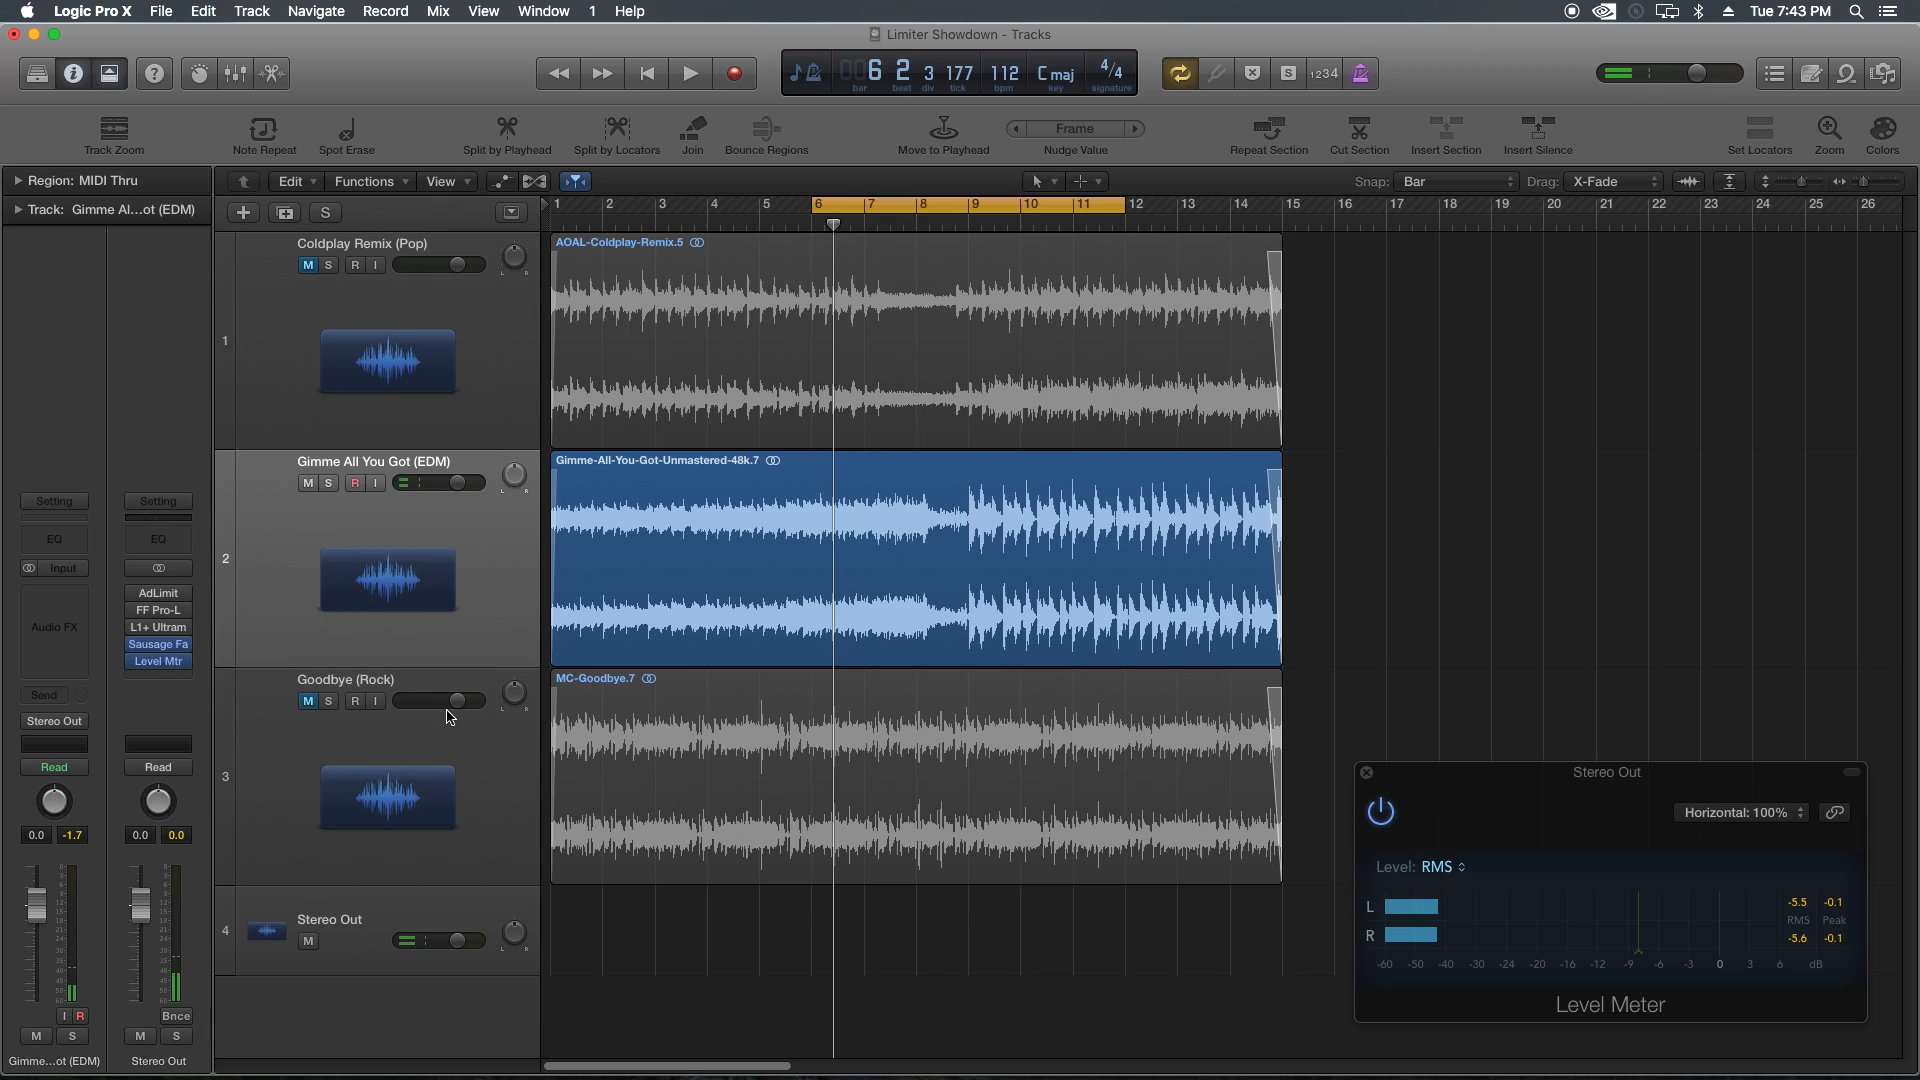 Logic Pro X File Edit Track Navigate Record Mix View Window 1 Help Tue 7:43 PM
Limiter Showdown - Tracks
6 2 3 177 112 C maj 4/4
bar beat div tick bpm key signature
S 1234
Track Zoom Note Repeat Spot Erase Split by Playhead Split by Locators Join Bounce Regions Move to Playhead Frame Nudge Value Repeat Section Cut Section Insert Section Insert Silence Set Locators Zoom Colors
Region: MIDI Thru Edit Functions View Snap: Bar Drag: X-Fade
Track: Gimme Al...ot (EDM) S 1 2 3 4 5 6 7 8 9 10 11 12 13 14 15 16 17 18 19 20 21 22 23 24 25 26
Coldplay Remix (Pop)
M S R I
L R
1
AOAL-Coldplay-Remix.5
Gimme All You Got (EDM)
M S R I
L R
2
Gimme-All-You-Got-Unmastered-48k.7
Goodbye (Rock)
M S R I
L R
3
MC-Goodbye.7
Stereo Out
M
L R
4
Setting Setting
EQ EQ
Input
Audio FX
AdLimit
FF Pro-L
L1+ Ultram
Sausage Fa
Level Mtr
Send
Stereo Out
Read Read
0.0 -1.7 0.0 0.0
I R Bnce
M S M S
Gimme...ot (EDM) Stereo Out
Stereo Out
Horizontal: 100%
Level: RMS
L -5.5 -0.1
RMS Peak
R -5.6 -0.1
-60 -50 -40 -30 -24 -20 -16 -12 -9 -6 -3 0 3 6 dB
Level Meter